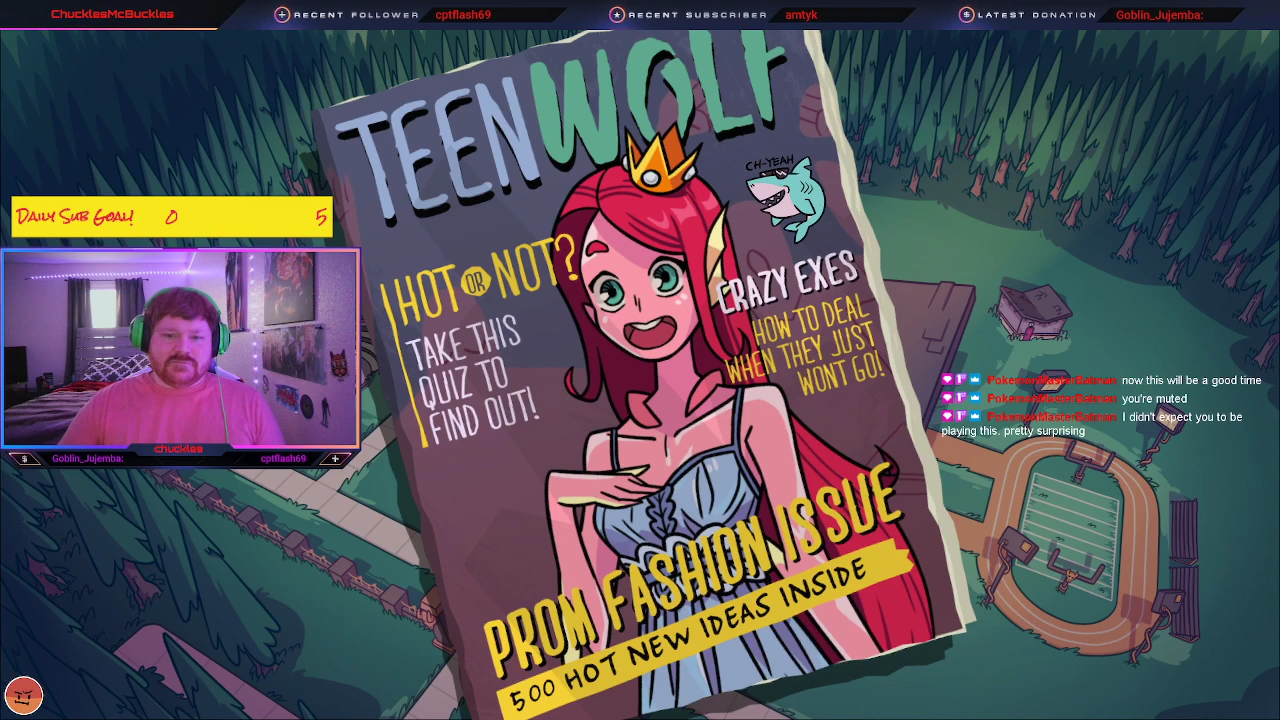 ChucklesMcBuckles
RECENT FOLLOWER cptflash69
RECENT SUBSCRIBER amtyk
LATEST DONATION Goblin_Jujemba:
TEENWOLF
CH-YEAH
DAILY SUB GOAL! 0 5
HOT OR NOT?
TAKE THIS
QUIZ TO
FIND OUT!
CRAZY EXES
HOW TO DEAL
WHEN THEY JUST
WONT GO!
PokemonMasterBatman now this will be a good time
PokemonMasterBatman you're muted
PokemonMasterBatman I didn't expect you to be
playing this. pretty surprising
chuckles
$ Goblin_Jujemba: cptflash69 +
PROM FASHION ISSUE
500 HOT NEW IDEAS INSIDE